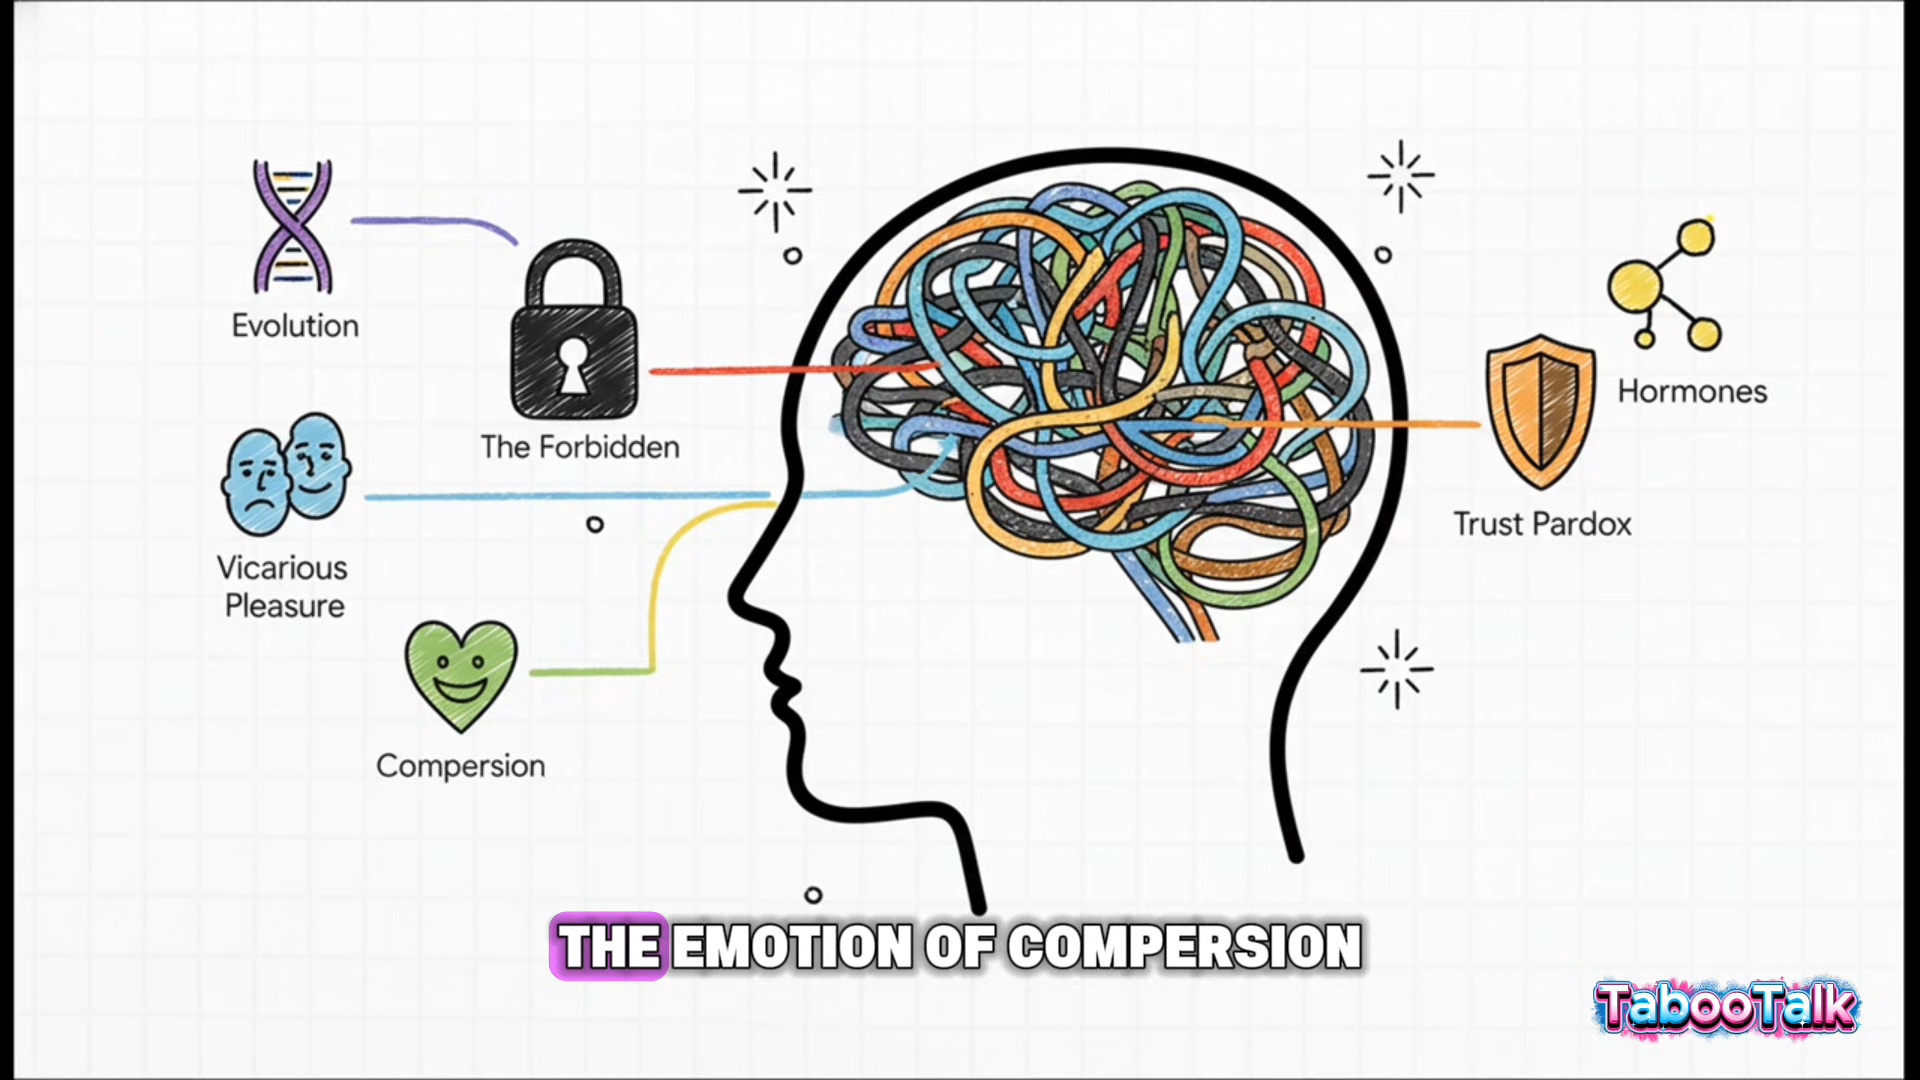 Evolution
The Forbidden
Hormones
Trust Pardox
Vicarious
Pleasure
Compersion
THE EMOTION OF COMPERSION
TabooTalk